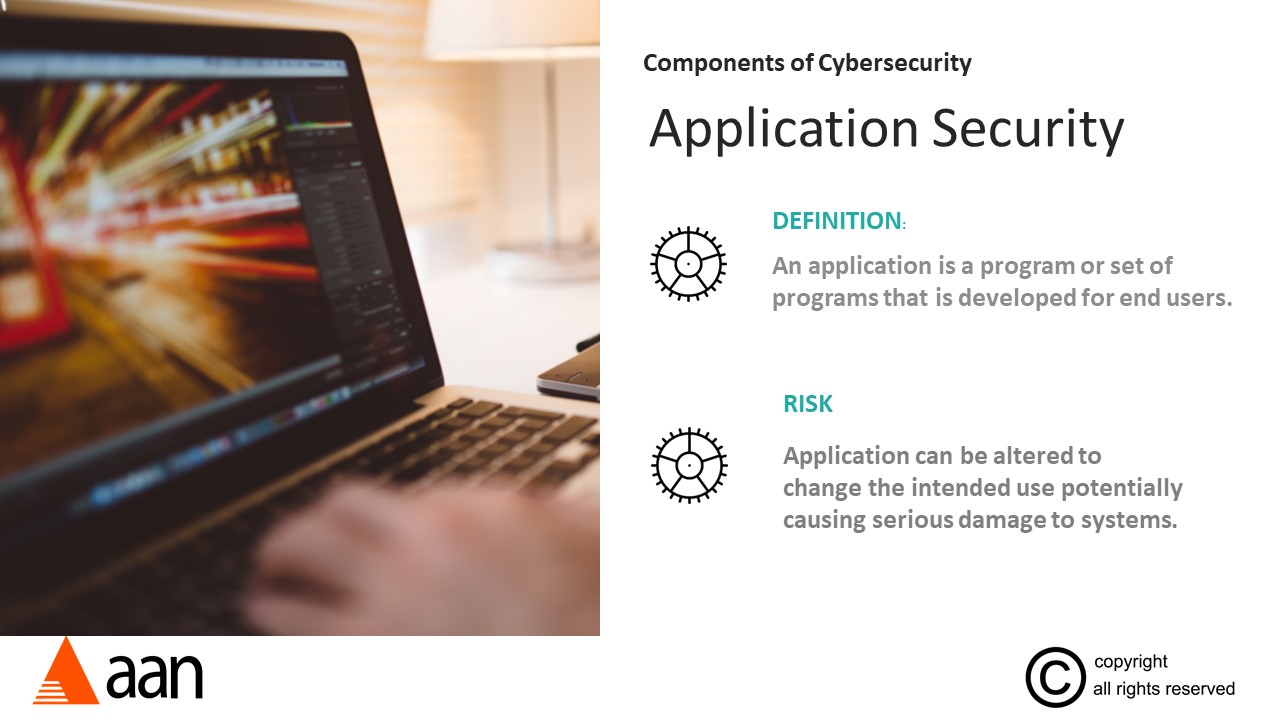 Components of Cybersecurity
Application Security
DEFINITION:
An application is a program or set of
programs that is developed for end users.
RISK
Application can be altered to
change the intended use potentially
causing serious damage to systems.
aan
© copyright
all rights reserved